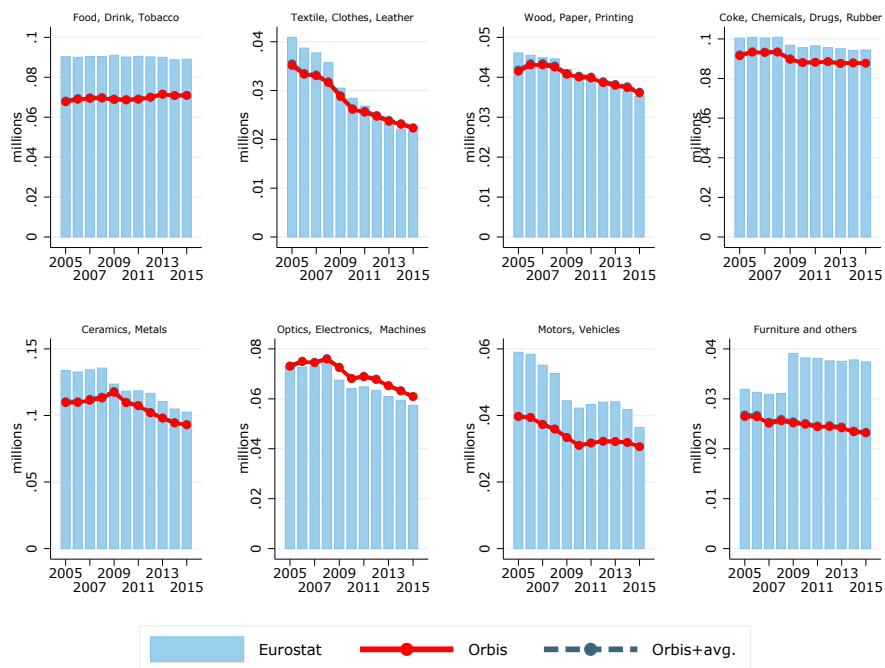 Food, Drink, Tobacco
millions
0 .02 .04 .06 .08 .1
2005 2009 2013
2007 2011 2015
Textile, Clothes, Leather
millions
0 .01 .02 .03 .04
2005 2009 2013
2007 2011 2015
Wood, Paper, Printing
millions
0 .01 .02 .03 .04 .05
2005 2009 2013
2007 2011 2015
Coke, Chemicals, Drugs, Rubber
millions
0 .02 .04 .06 .08 .1
2005 2009 2013
2007 2011 2015
Ceramics, Metals
millions
0 .05 .1 .15
2005 2009 2013
2007 2011 2015
Optics, Electronics, Machines
millions
0 .02 .04 .06 .08
2005 2009 2013
2007 2011 2015
Motors, Vehicles
millions
0 .02 .04 .06
2005 2009 2013
2007 2011 2015
Furniture and others
millions
0 .01 .02 .03 .04
2005 2009 2013
2007 2011 2015
Eurostat Orbis Orbis+avg.